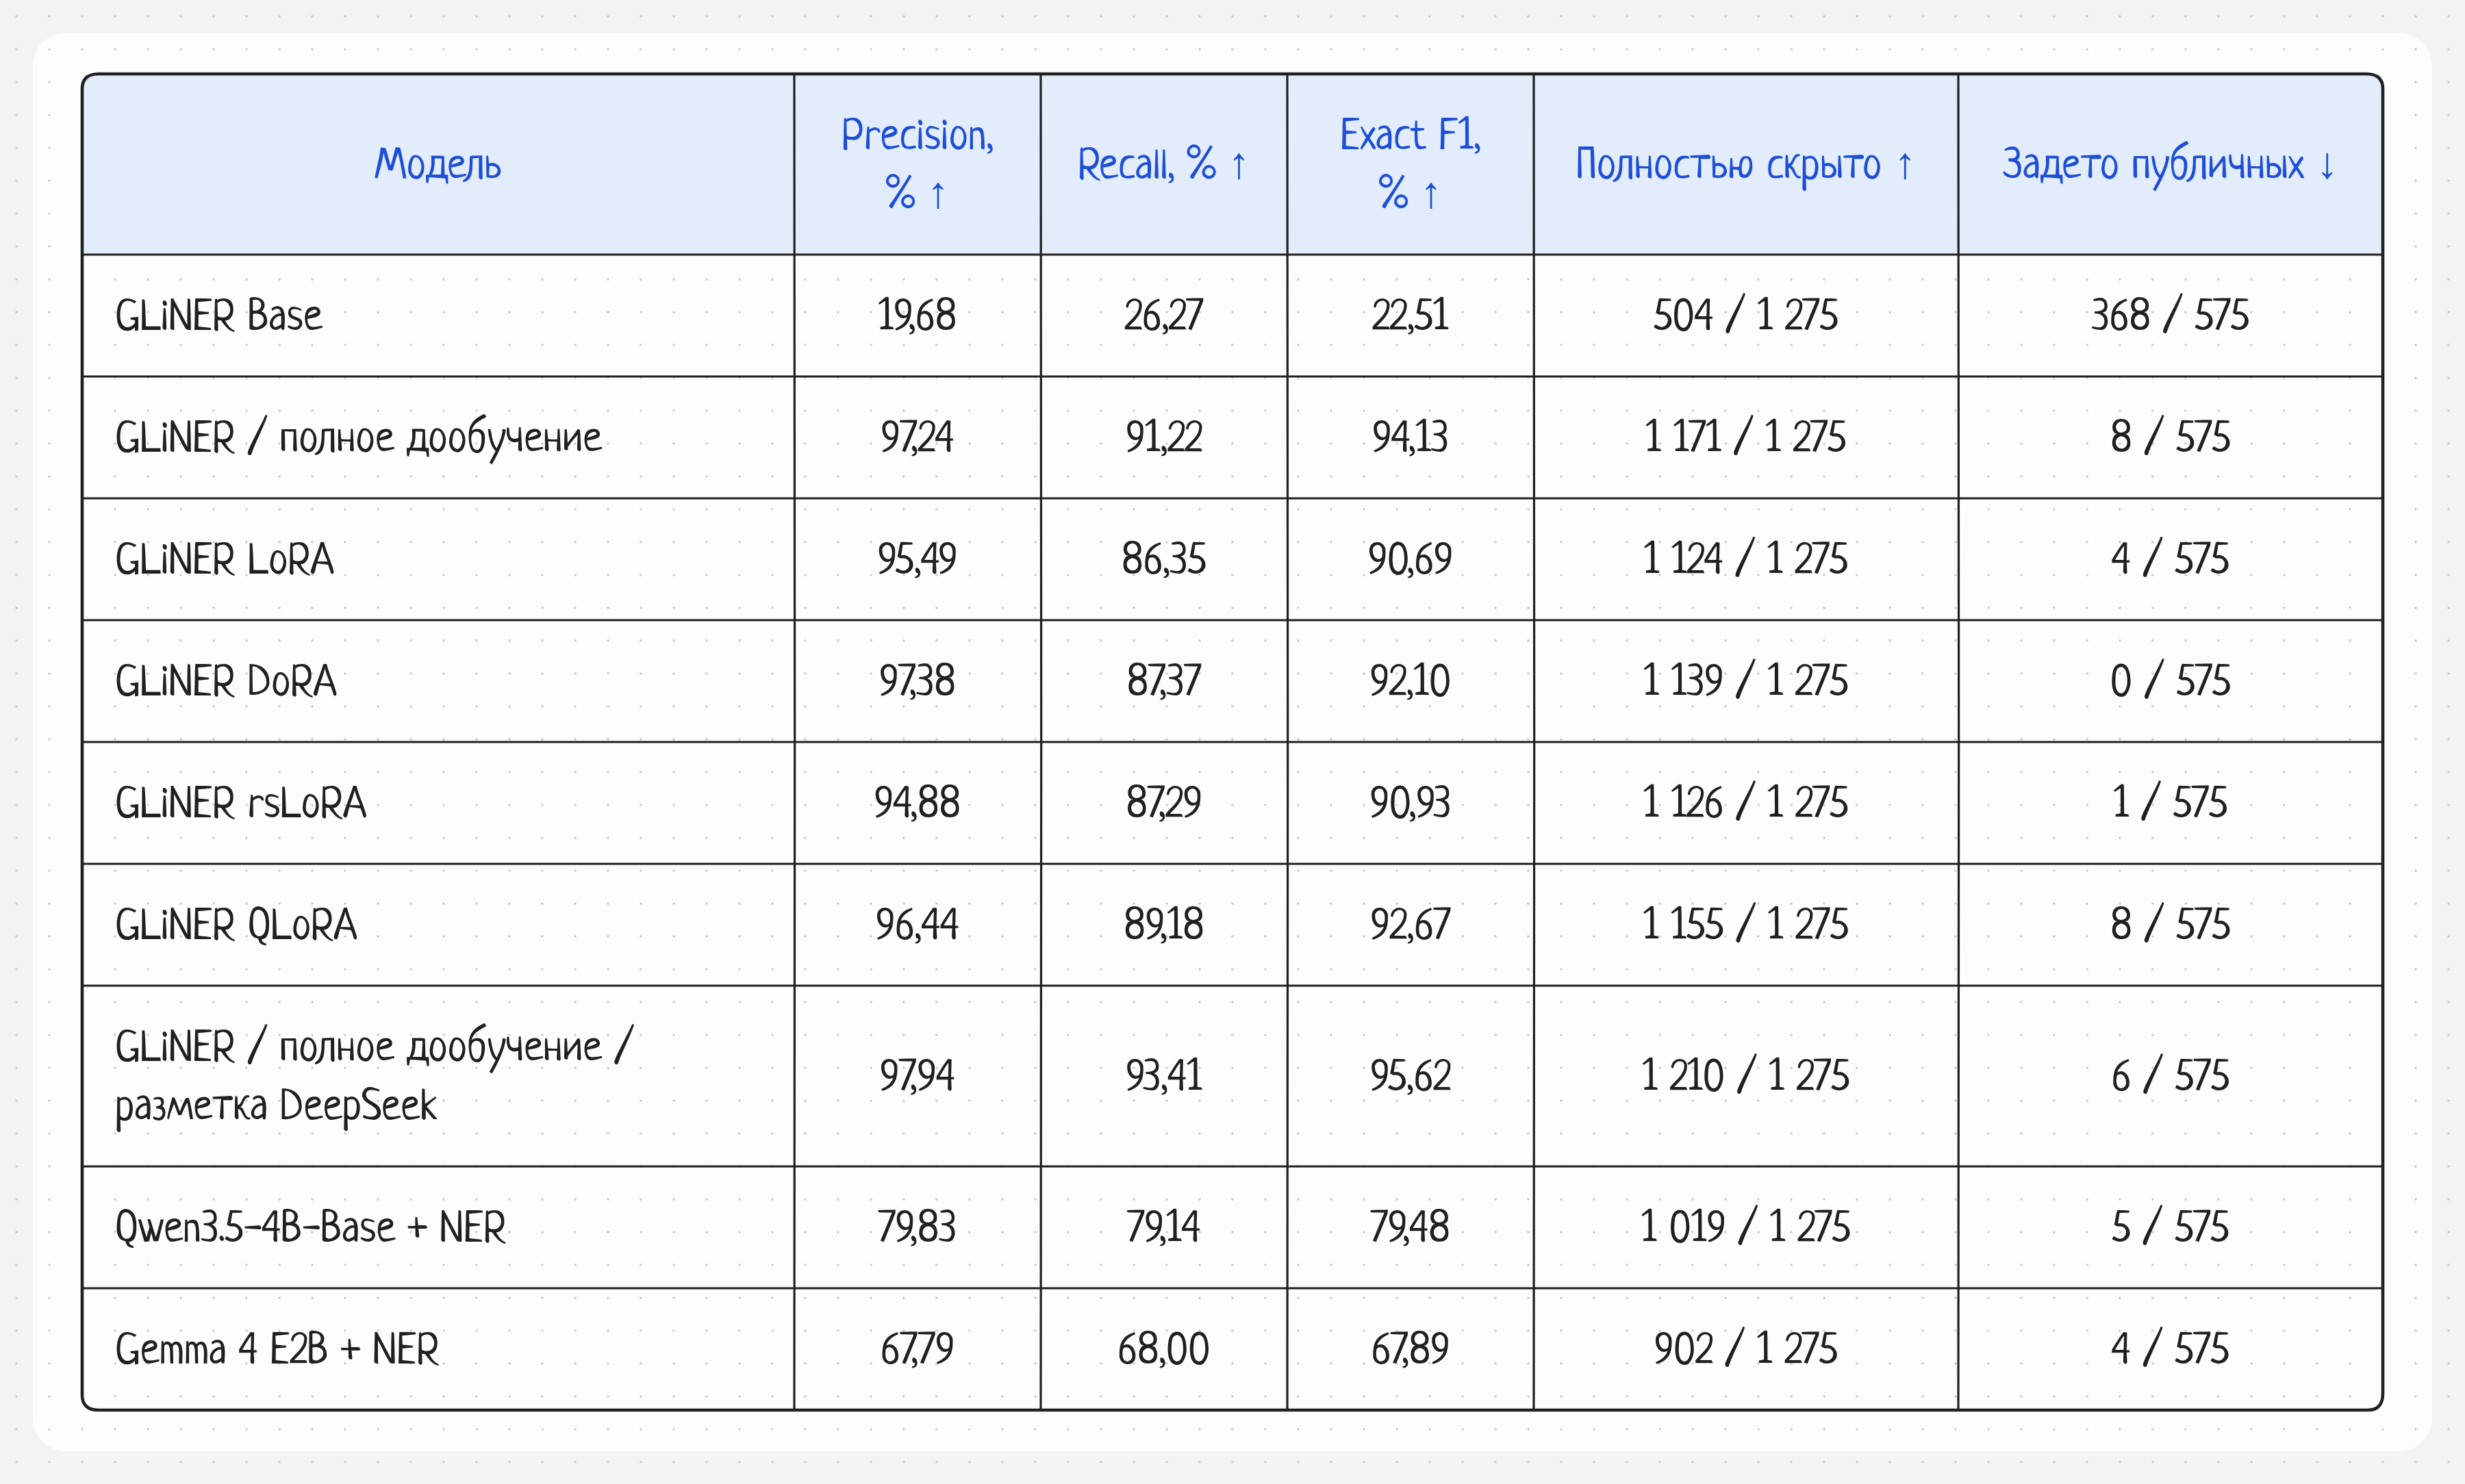 Модель
Precision,
% ↑
Recall, % ↑
Exact F1,
% ↑
Полностью скрыто ↑
Задето публичных ↓
GLiNER Base
19,68
26,27
22,51
504 / 1 275
368 / 575
GLiNER / полное дообучение
97,24
91,22
94,13
1 171 / 1 275
8 / 575
GLiNER LoRA
95,49
86,35
90,69
1 124 / 1 275
4 / 575
GLiNER DoRA
97,38
87,37
92,10
1 139 / 1 275
0 / 575
GLiNER rsLoRA
94,88
87,29
90,93
1 126 / 1 275
1 / 575
GLiNER QLoRA
96,44
89,18
92,67
1 155 / 1 275
8 / 575
GLiNER / полное дообучение /
разметка DeepSeek
97,94
93,41
95,62
1 210 / 1 275
6 / 575
Qwen3.5-4B-Base + NER
79,83
79,14
79,48
1 019 / 1 275
5 / 575
Gemma 4 E2B + NER
67,79
68,00
67,89
902 / 1 275
4 / 575